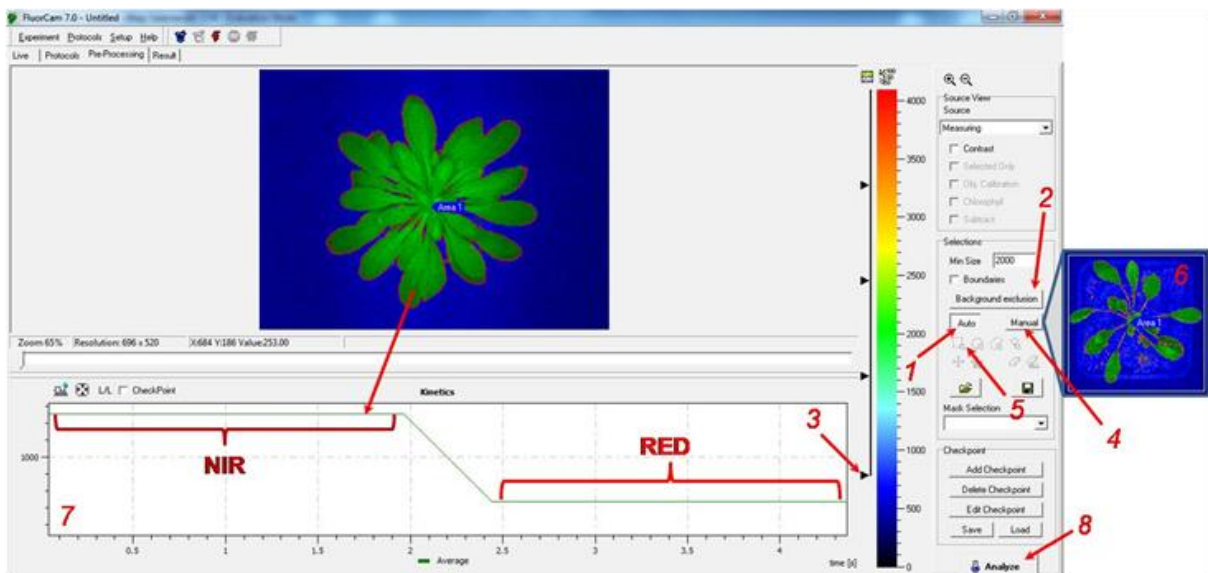 FluorCam 7.0 - Untitled
Experiment Protocols Setup Help
Live Protocols Pre-Processing Result
Source View
Source
Measuring
Contrast
Selected Only
Obj. Calibration
Chlorophyll
Subtract
Selections
Min Size 2000
Boundaries
Background exclusion
Auto Manual
Mask Selection
Checkpoint
Add Checkpoint
Delete Checkpoint
Edit Checkpoint
Save Load
Analyze
Area 1
4000
3500
3000
2500
2000
1500
1000
500
0
Zoom 65% Resolution: 696 x 520 X:684 Y:186 Value:253.00
L/L CheckPoint Kinetics
1000
NIR
RED
0.5 1 1.5 2 2.5 3 3.5 4
Average
time [s]
1
2
3
4
5
6
Area 1
7
8